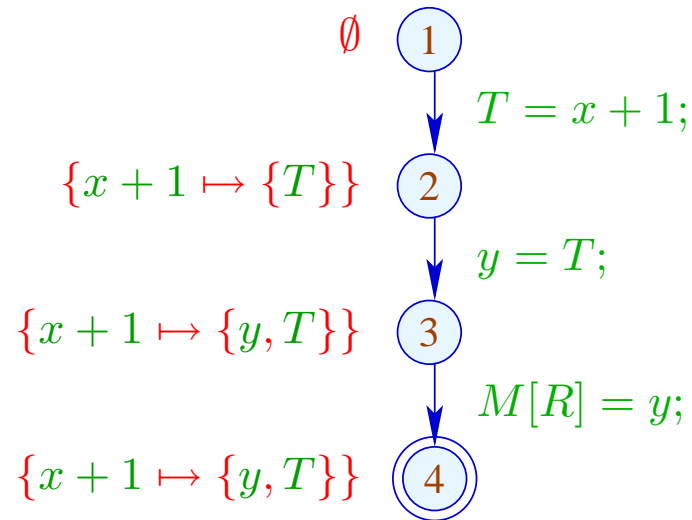 ∅ 1
T = x + 1;
{x + 1 ↦ {T}} 2
y = T;
{x + 1 ↦ {y, T}} 3
M[R] = y;
{x + 1 ↦ {y, T}} 4